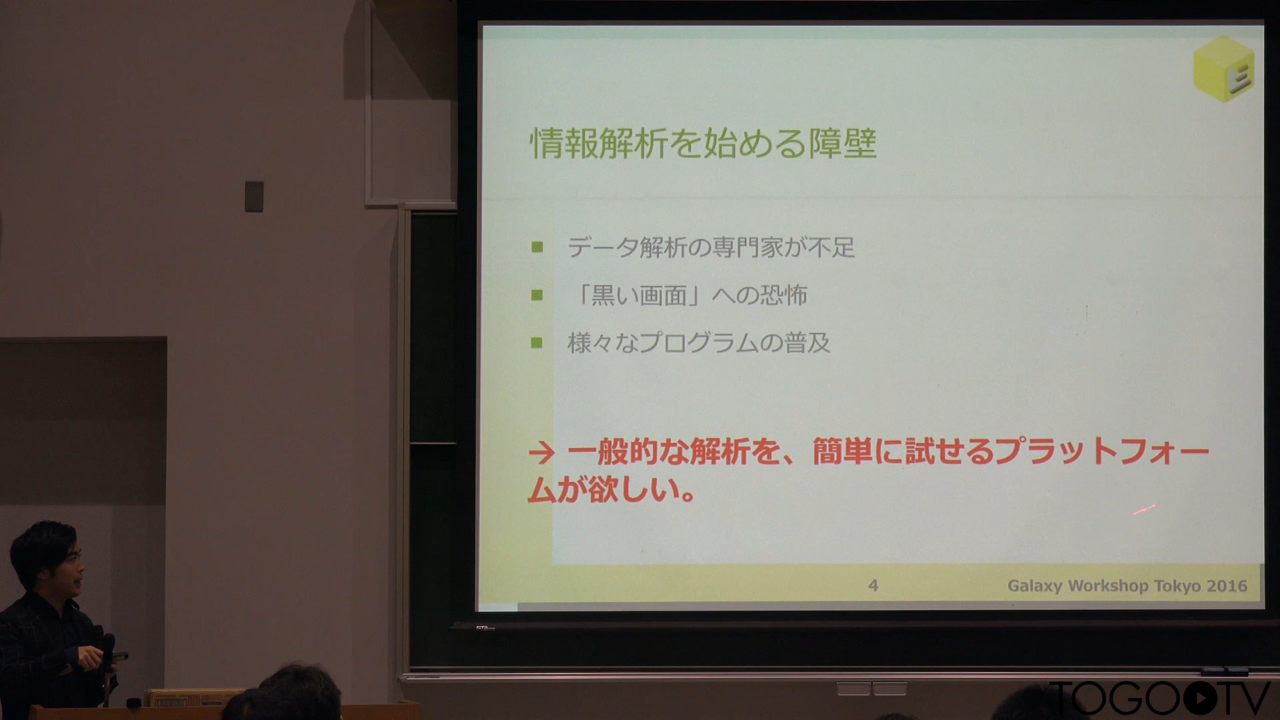 情報解析を始める障壁
データ解析の専門家が不足
「黒い画面」への恐怖
様々なプログラムの普及
→ 一般的な解析を、簡単に試せるプラットフォー
ムが欲しい。
4
Galaxy Workshop Tokyo 2016
TOGOTV